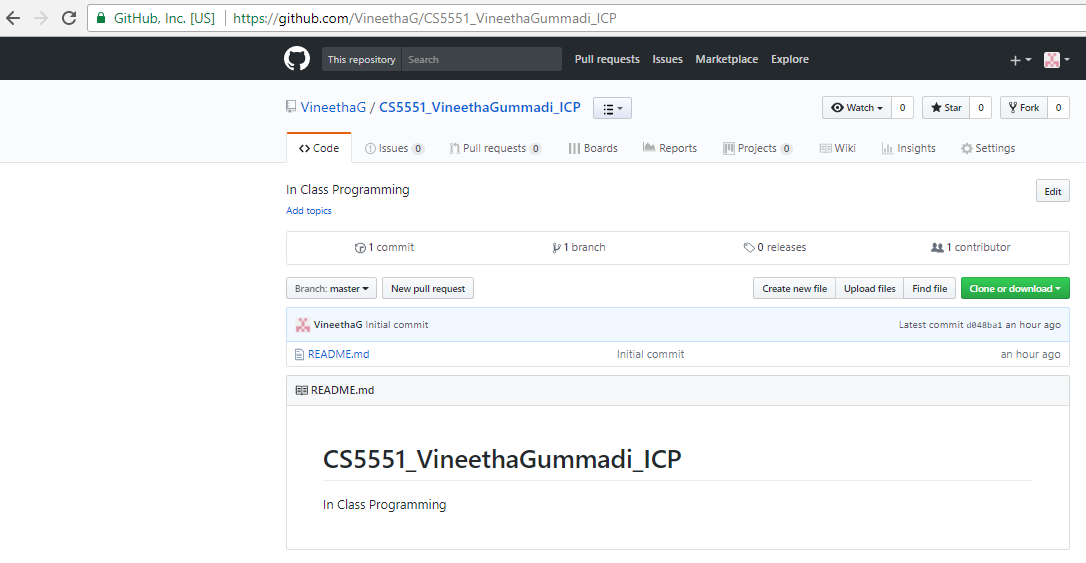 GitHub, Inc. [US] https://github.com/VineethaG/CS5551_VineethaGummadi_ICP
This repository Search Pull requests Issues Marketplace Explore
VineethaG / CS5551_VineethaGummadi_ICP Watch 0 Star 0 Fork 0
Code Issues 0 Pull requests 0 Boards Reports Projects 0 Wiki Insights Settings
In Class Programming Edit
Add topics
1 commit 1 branch 0 releases 1 contributor
Branch: master New pull request Create new file Upload files Find file Clone or download
VineethaG Initial commit Latest commit d048ba1 an hour ago
README.md Initial commit an hour ago
README.md
CS5551_VineethaGummadi_ICP
In Class Programming